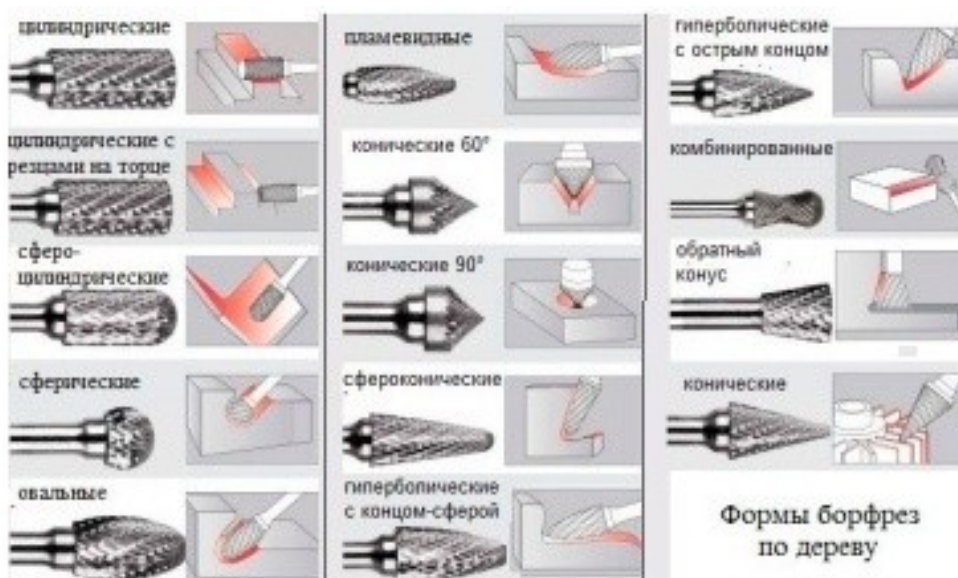 цилиндрические
цилиндрические с
резцами на торце
сферо-
цилиндрические
сферические
овальные
пламевидные
конические 60°
конические 90°
сфероконические
гиперболические
с концом-сферой
гиперболические
с острым концом
комбинированные
обратный
конус
конические
Формы борфрез
по дереву